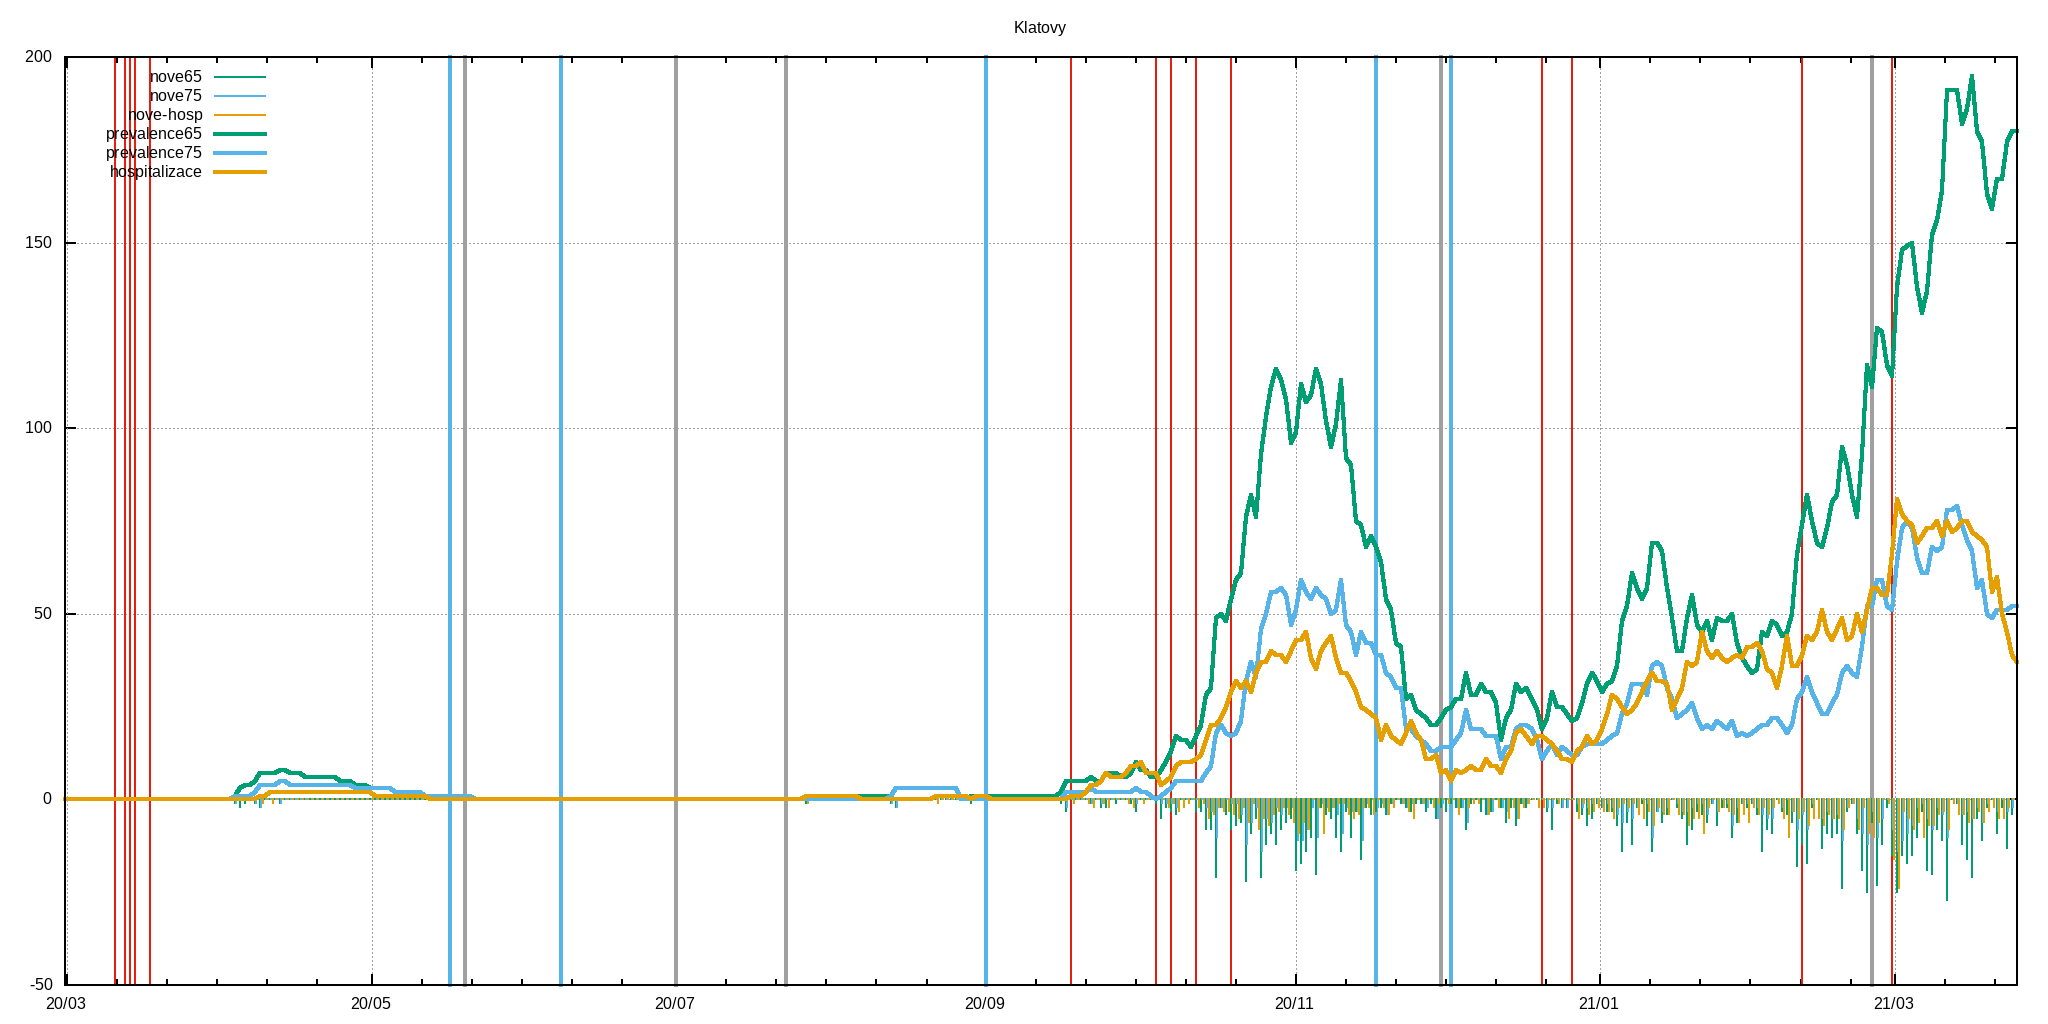 Klatovy
200
150
100
50
0
-50
nove65
nove75
nove-hosp
prevalence65
prevalence75
hospitalizace
20/03 20/05 20/07 20/09 20/11 21/01 21/03